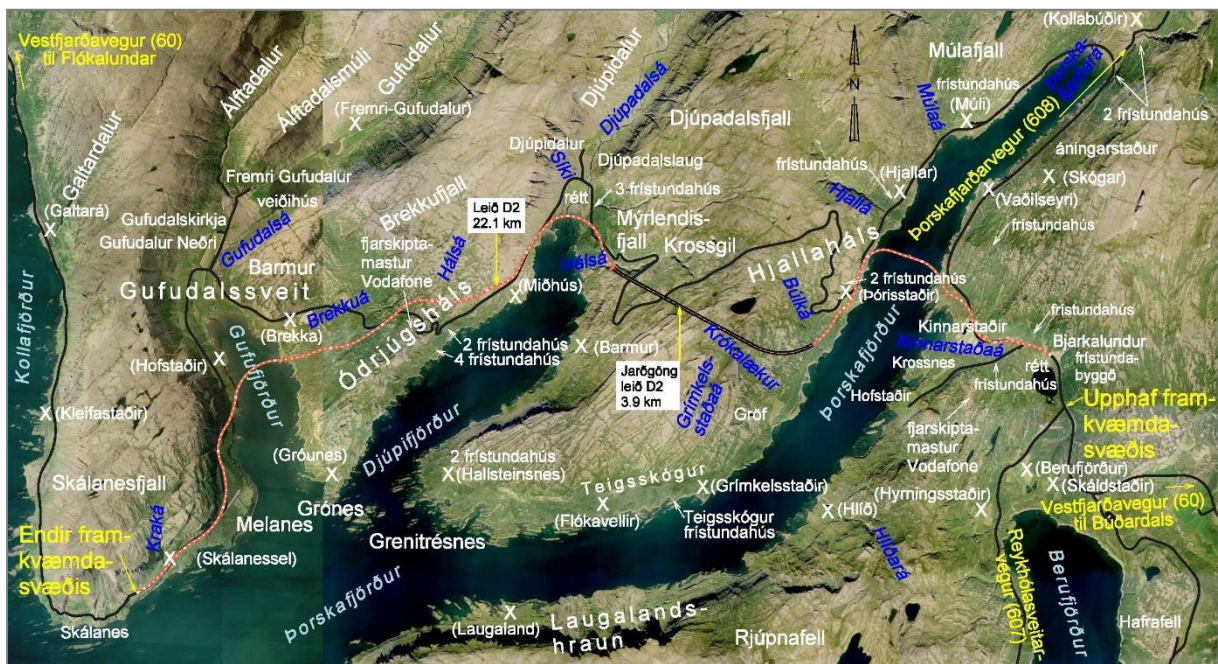 Vestfjarðavegur (60)
til Flókalundar
Galtardalur
(Galtará)
Álftadalur
Álftadalsmúli
Gufudalur
(Fremri-Gufudalur)
Fremri Gufudalur
veiðihús
Gufudalskirkja
Gufudalur Neðri
Gufudalsá
Barmur
Gufudalssveit
(Brekka)
Brekkuá
Brekkufjall
fjarskipta-
mastur
Vodafone
Hálsá
Leið D2
22.1 km
Ódrjúgsháls
(Hofstaðir)
Gufufjörður
Kollafjörður
(Kleifastaðir)
Skálanesfjall
Endir fram-
kvæmda-
svæðis
Kraká
(Skálanessel)
Skálanes
Melanes
(Gróunes)
Grónes
Djúpifjörður
2 frístundahús
4 frístundahús
(Miðhús)
(Barmur)
2 frístundahús
(Hallsteinsnes)
Grenitrésnes
Þorskafjörður
(Laugaland)
Laugalands-
hraun
Rjúpnafell
Djúpidalur
Djúpadalsá
Djúpidalur
Síki
Djúpadalslaug
rétt
3 frístundahús
Djúpadalsfjall
Mýrlendis-
fjall
Krossgil
Hálsá
Hjallaháls
Hjallá
frístundahús
(Hjallar)
Múlafjall
Múlaá
frístundahús
(Múli)
Þorska-
fjarðará
(Kollabúðir)
2 frístundahús
Þorskafjarðarvegur (608)
áningarstaður
(Skógar)
(Vaðilseyri)
frístundahús
Búlká
2 frístundahús
(Þórisstaðir)
Krókalækur
Jarðgöng
leið D2
3.9 km
Grímkels-
staðaá
Gröf
Þorskafjörður
Teigsskógur
(Grímkelsstaðir)
(Flókavellir)
Teigsskógur
frístundahús
Kinnarstaðir
Kinnarstaðaá
Krossnes
Hofstaðir
frístundahús
rétt
frístundahús
Bjarkalundur
frístunda-
byggð
Upphaf fram-
kvæmda-
svæðis
fjarskipta-
mastur
Vodafone
(Berufjörður)
(Skáldstaðir)
Vestfjarðavegur (60)
til Búðardals
(Hyrningsstaðir)
(Hlíð)
Hlíðará
Reykhólasveitar-
vegur (607)
Berufjörður
Hafrafell
N